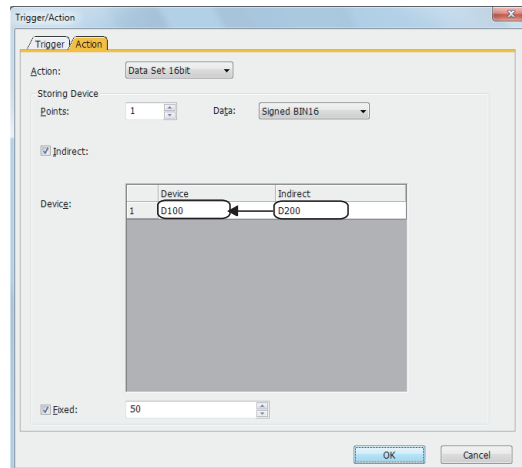 Trigger/Action
Trigger Action
Action: Data Set 16bit
Storing Device
Points: 1 Data: Signed BIN16
Indirect:
Device Indirect
Device: 1 D100 D200
Fixed: 50
OK Cancel